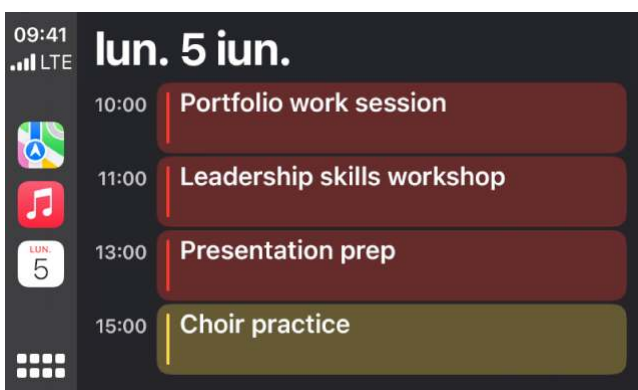 09:41
LTE
lun. 5 iun.
10:00 Portfolio work session
11:00 Leadership skills workshop
LUN.
5
13:00 Presentation prep
15:00 Choir practice